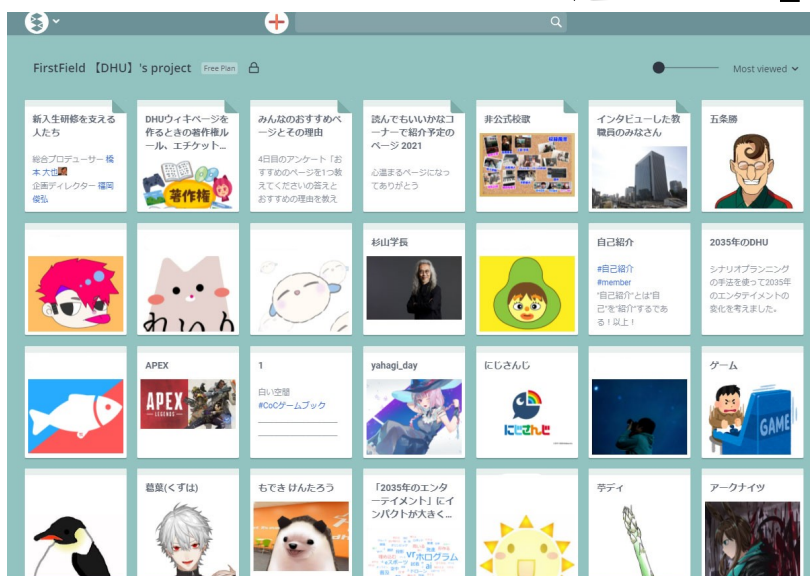 FirstField 【DHU】's project Free Plan
Most viewed
新入生研修を支える
人たち
総合プロデューサー 橋
本大也
企画ディレクター 福岡
俊弘
DHUウィキページを
作るときの著作権ル
ール、エチケット...
著作権
みんなのおすすめペ
ージとその理由
4日目のアンケート「お
すすめのページを1つ教
えてくださいの答えと
おすすめの理由を教え
読んでもいいかなコ
ーナーで紹介予定の
ページ 2021
心温まるページになっ
てありがとう
非公式校歌
インタビューした教
職員のみなさん
五条勝
れいい
杉山学長
自己紹介
#自己紹介
#member
"自己紹介"とは"自
己"を"紹介"するであ
る！以上！
2035年のDHU
シナリオプランニング
の手法を使って2035年
のエンタテイメントの
変化を考えました。
APEX
APEX
LEGENDS
1
白い空間
#CoCゲームブック
yahagi_day
にじさんじ
にじさんじ
ゲーム
GAME
葛葉(くずは)
もでき けんたろう
「2035年のエンタ
ーテイメント」にイ
ンパクトが大きく...
VTホログラム
ai
苧ディ
アークナイツ